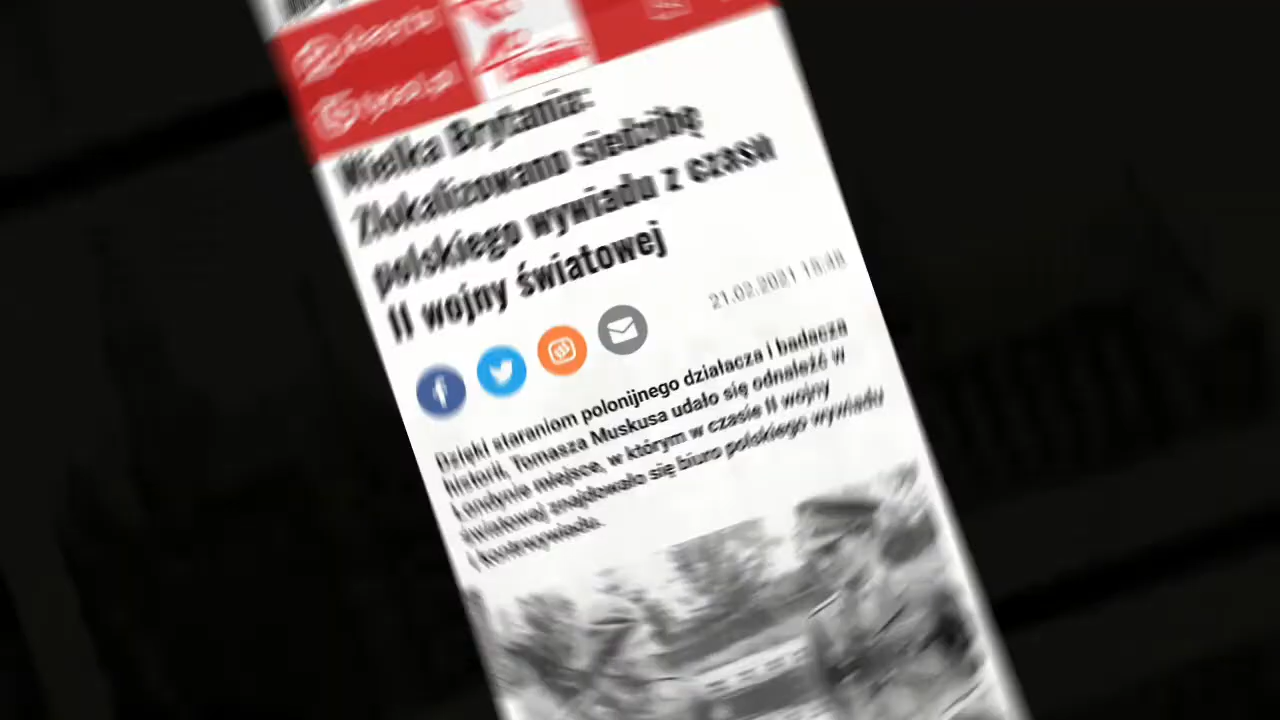 Wielka Brytania:
Zlokalizowano siedzibę
polskiego wywiadu z czasów
II wojny światowej
21.02.2021 18:48
Dzięki staraniom polonijnego działacza i badacza
historii, Tomasza Muskusa udało się odnaleźć w
Londynie miejsce, w którym w czasie II wojny
światowej znajdowało się biuro polskiego wywiadu
i kontrwywiadu.